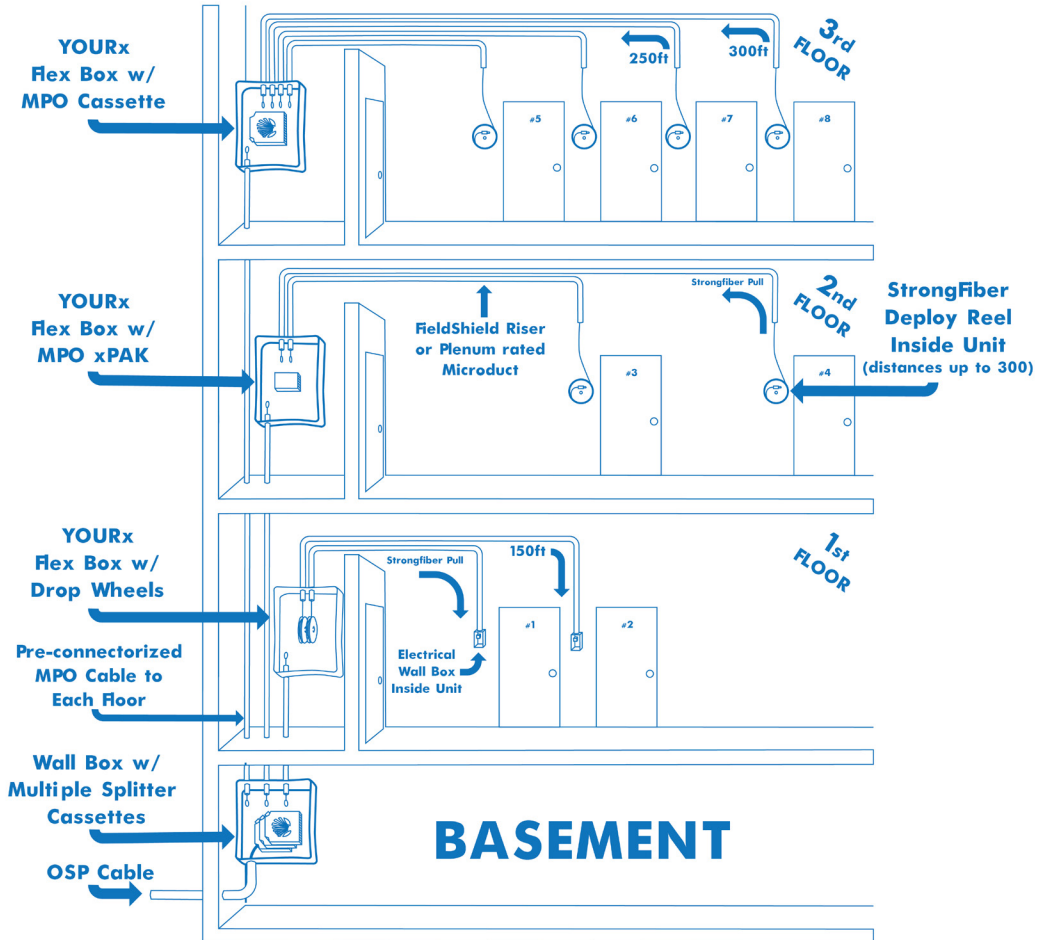 YOURx
Flex Box w/
MPO Cassette
250ft
300ft
3rd
FLOOR
#5
#6
#7
#8
YOURx
Flex Box w/
MPO xPAK
FieldShield Riser
or Plenum rated
Microduct
Strongfiber Pull
2nd
FLOOR
StrongFiber
Deploy Reel
Inside Unit
(distances up to 300)
#3
#4
YOURx
Flex Box w/
Drop Wheels
Strongfiber Pull
150ft
1st
FLOOR
#1
#2
Electrical
Wall Box
Inside Unit
Pre-connectorized
MPO Cable to
Each Floor
Wall Box w/
Multiple Splitter
Cassettes
BASEMENT
OSP Cable